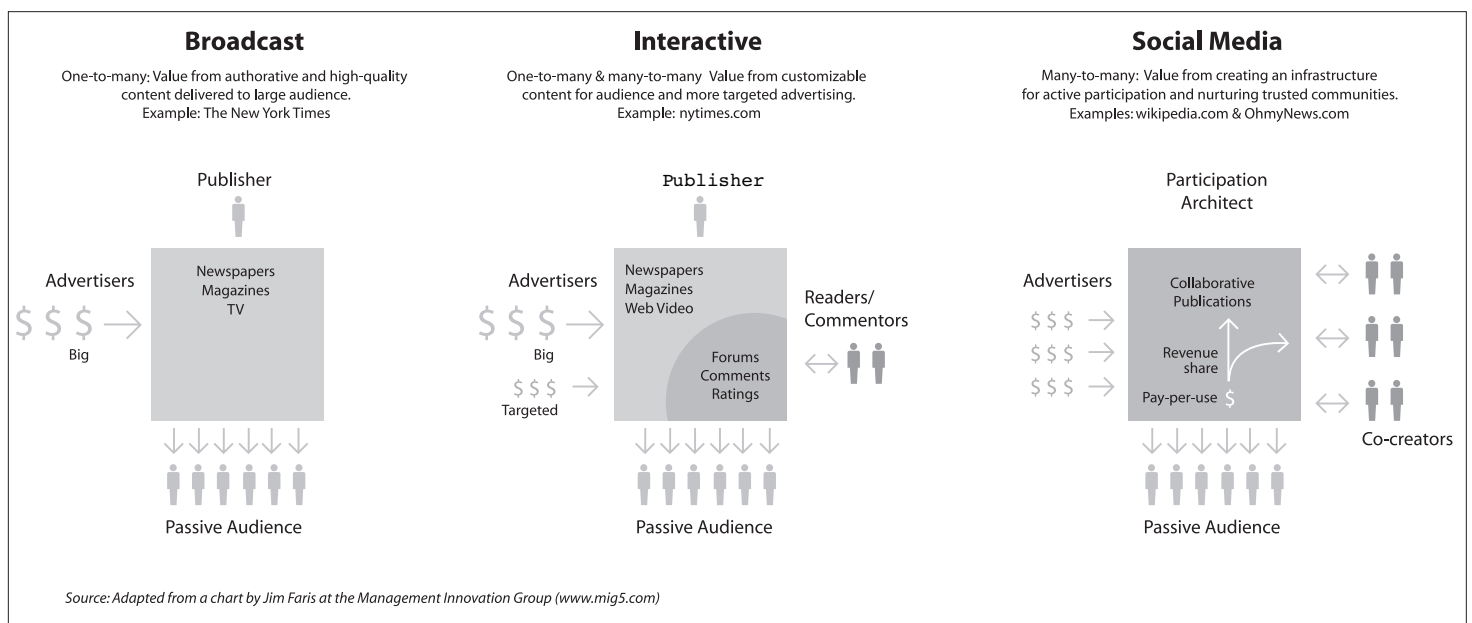 Broadcast
One-to-many: Value from authorative and high-quality
content delivered to large audience.
Example: The New York Times
Publisher
Advertisers
$ $ $
Big
Newspapers
Magazines
TV
Passive Audience
Interactive
One-to-many & many-to-many Value from customizable
content for audience and more targeted advertising.
Example: nytimes.com
Publisher
Advertisers
$ $ $
Big
$ $ $
Targeted
Newspapers
Magazines
Web Video
Forums
Comments
Ratings
Readers/
Commentors
Passive Audience
Social Media
Many-to-many: Value from creating an infrastructure
for active participation and nurturing trusted communities.
Examples: wikipedia.com & OhmyNews.com
Participation
Architect
Advertisers
$ $ $
$ $ $
$ $ $
Collaborative
Publications
Revenue
share
Pay-per-use $
Co-creators
Passive Audience
Source: Adapted from a chart by Jim Faris at the Management Innovation Group (www.mig5.com)